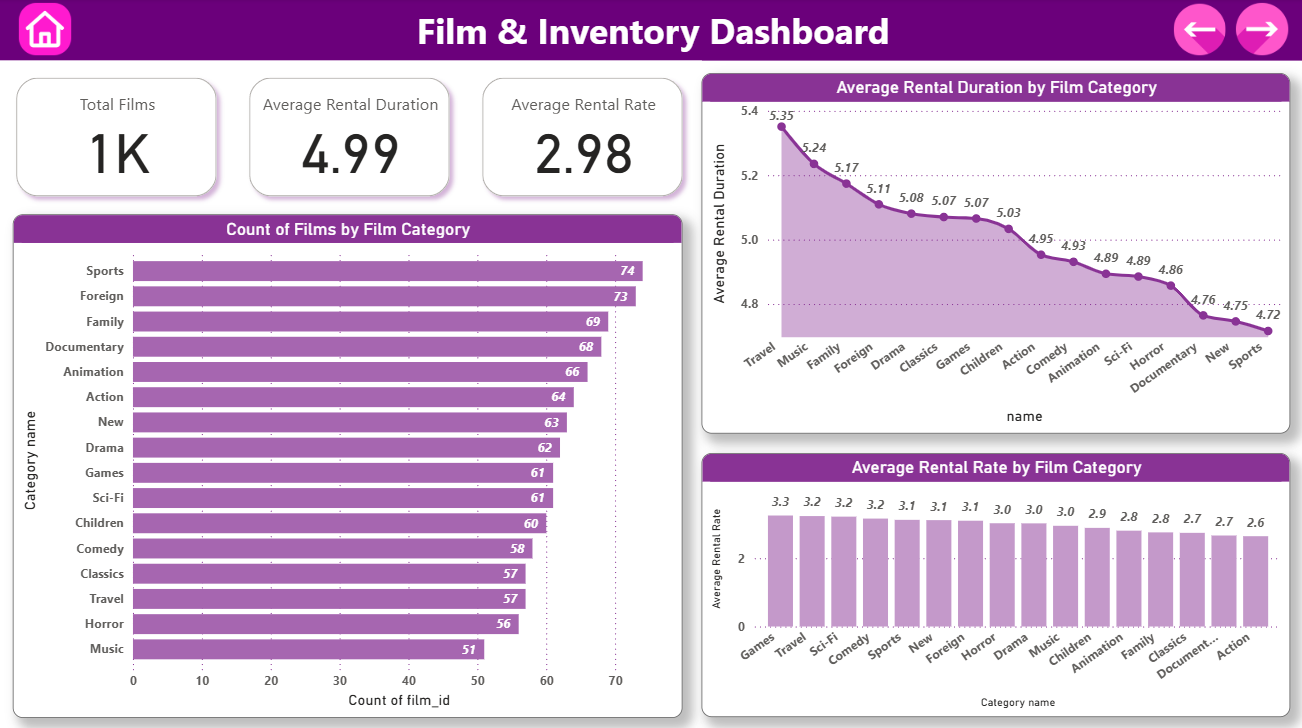 Film & Inventory Dashboard
Total Films
1K
Average Rental Duration
4.99
Average Rental Rate
2.98
Count of Films by Film Category
Category name
Sports 74
Foreign 73
Family 69
Documentary 68
Animation 66
Action 64
New 63
Drama 62
Games 61
Sci-Fi 61
Children 60
Comedy 58
Classics 57
Travel 57
Horror 56
Music 51
0 10 20 30 40 50 60 70
Count of film_id
Average Rental Duration by Film Category
Average Rental Duration
5.4
5.2
5.0
4.8
5.35 5.24 5.17 5.11 5.08 5.07 5.07 5.03 4.95 4.93 4.89 4.89 4.86 4.76 4.75 4.72
Travel Music Family Foreign Drama Classics Games Children Action Comedy Animation Sci-Fi Horror Documentary New Sports
name
Average Rental Rate by Film Category
Average Rental Rate
3.3 3.2 3.2 3.2 3.1 3.1 3.1 3.0 3.0 3.0 2.9 2.8 2.8 2.7 2.7 2.6
2
0
Games Travel Sci-Fi Comedy Sports New Foreign Horror Drama Music Children Animation Family Classics Document... Action
Category name